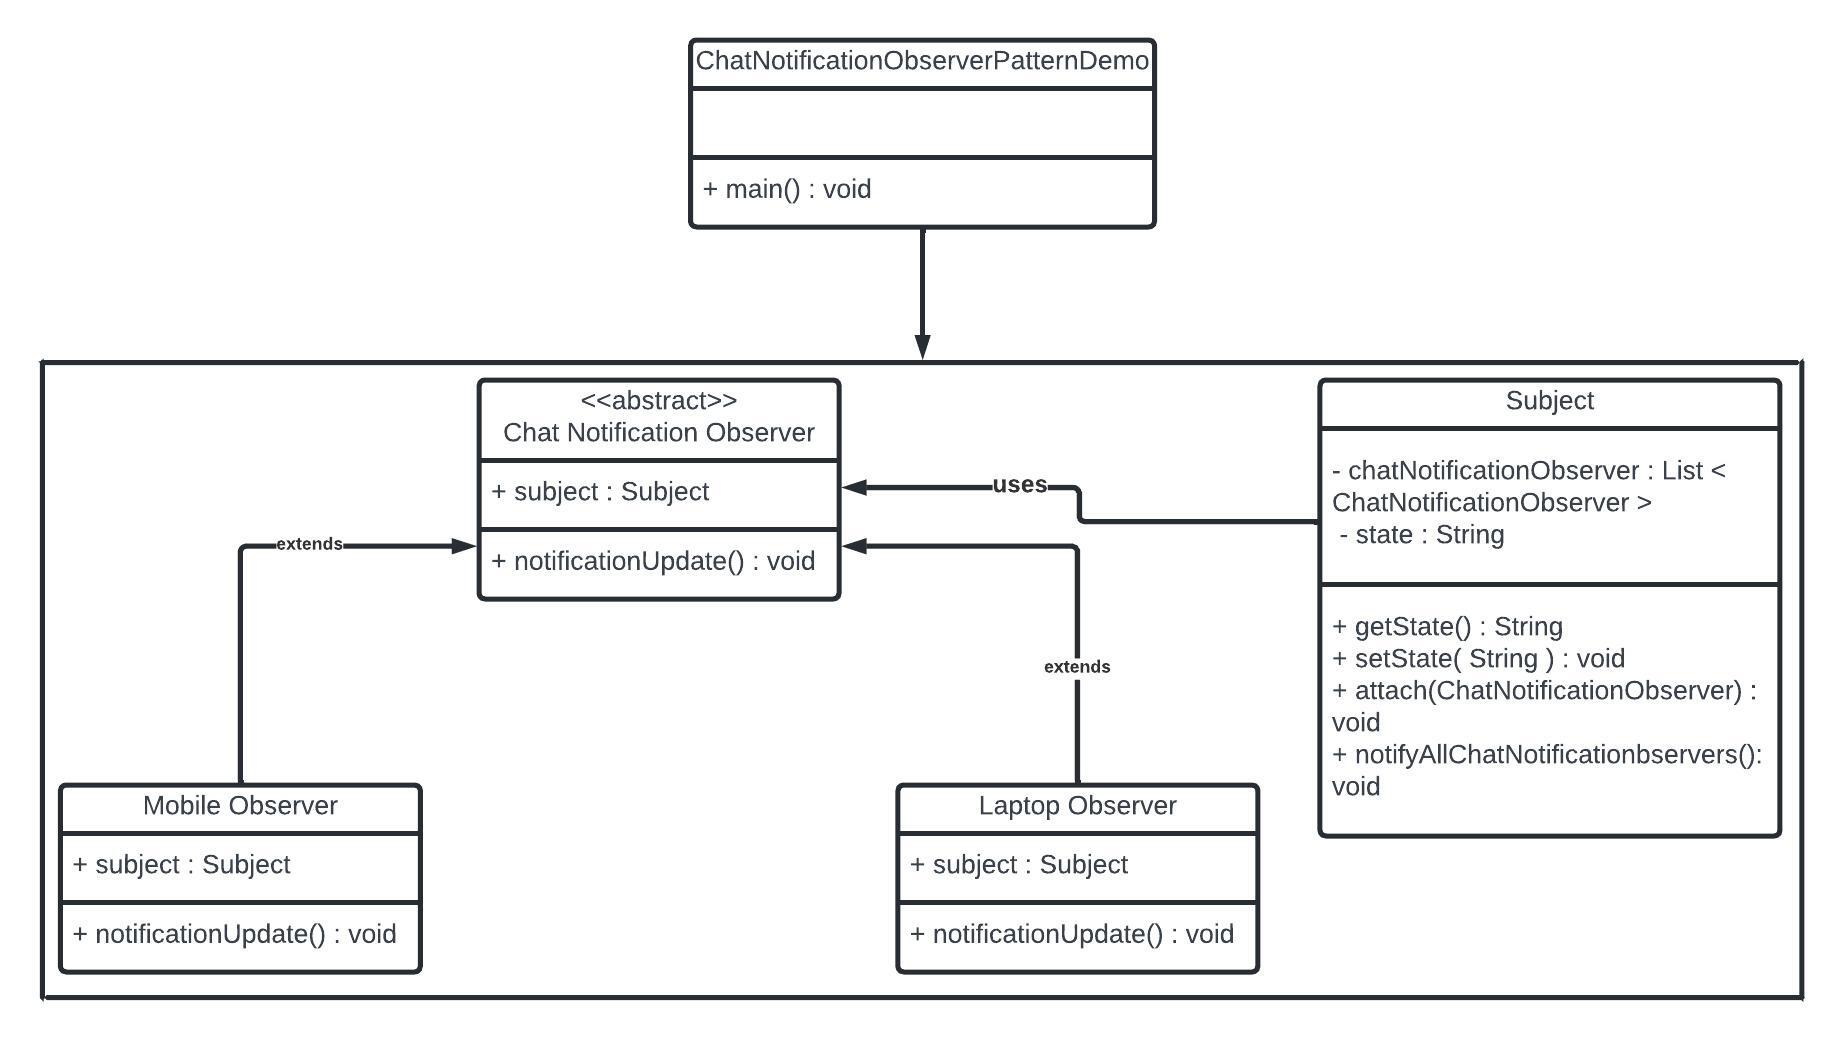 ChatNotificationObserverPatternDemo
+ main() : void
<<abstract>>
Chat Notification Observer
+ subject : Subject
+ notificationUpdate() : void
uses
extends
extends
Subject
- chatNotificationObserver : List <
ChatNotificationObserver >
- state : String
+ getState() : String
+ setState( String ) : void
+ attach(ChatNotificationObserver) :
void
+ notifyAllChatNotificationbservers():
void
Mobile Observer
+ subject : Subject
+ notificationUpdate() : void
Laptop Observer
+ subject : Subject
+ notificationUpdate() : void